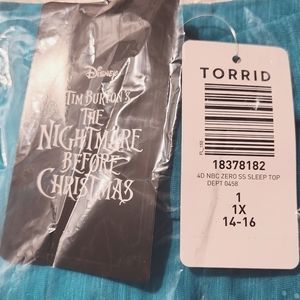 Disney
TIM BURTON'S
THE
NIGHTMARE
BEFORE
CHRISTMAS
TORRID
18378182
4D NBC ZERO SS SLEEP TOP
DEPT 0458
1
1X
14-16